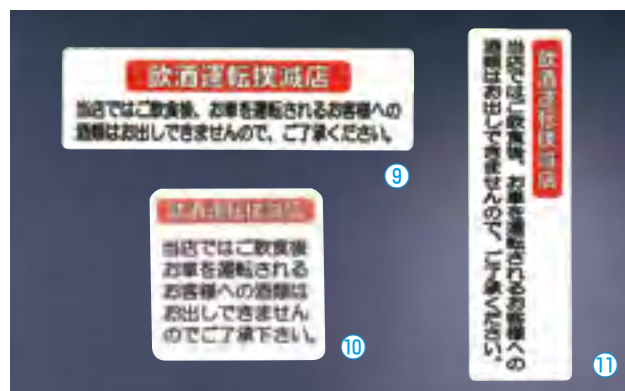 飲酒運転撲滅店
当店ではご飲食後、お車を運転されるお客様への
酒類はお出しできませんので、ご了承ください。
⑨
飲酒運転撲滅店
当店ではご飲食後
お車を運転される
お客様への酒類は
お出しできません
のでご了承下さい。
⑩
飲酒運転撲滅店
当店ではご飲食後、お車を運転されるお客様への
酒類はお出しできませんので、ご了承ください。
⑪